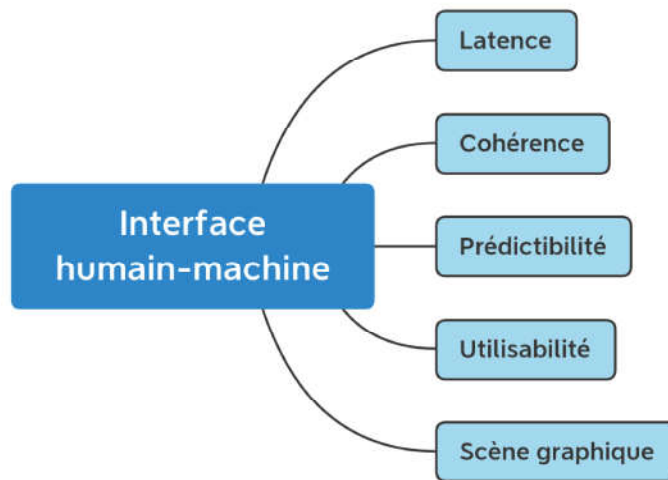 Latence
Cohérence
Interface
humain-machine
Prédictibilité
Utilisabilité
Scène graphique